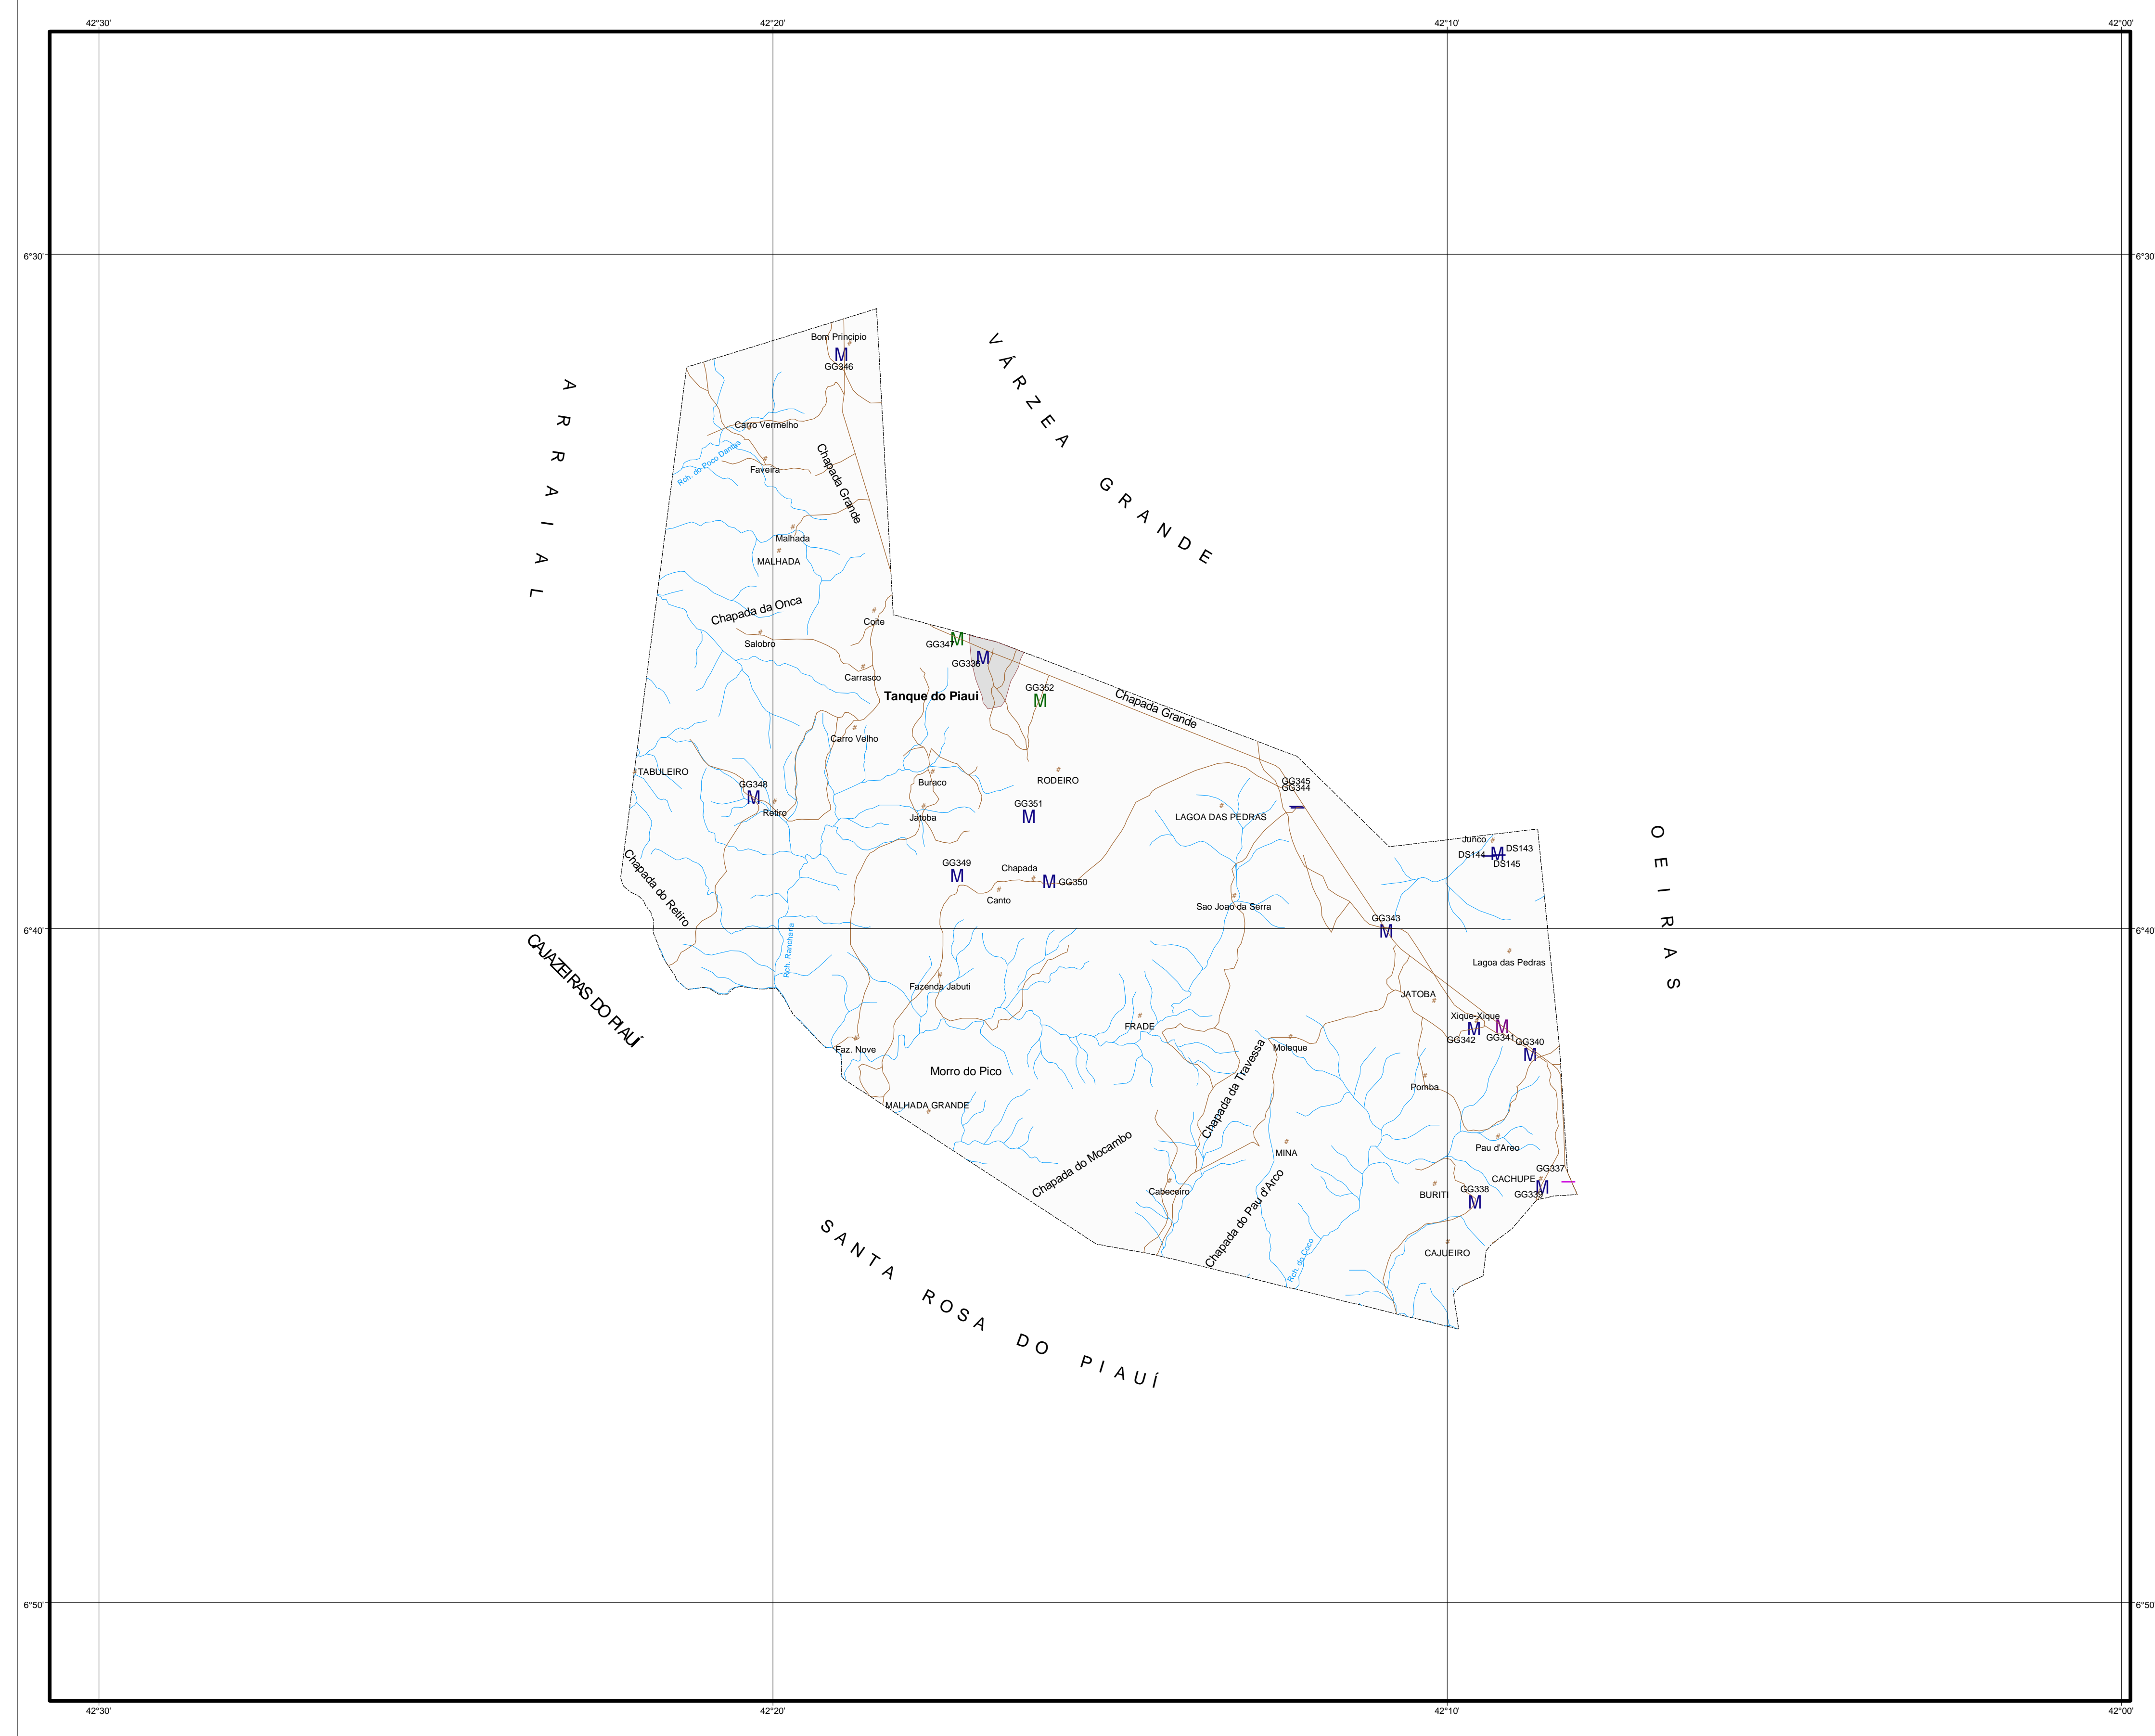 42°30'
42°20'
42°10'
42°00'
6°30'
6°30'
VÁRZEA GRANDE
ARRAIAL
Bom Principio
M
GG346
Carro Vermelho
Rch. do Poco Dantas
Faveira
Chapada Grande
Malhada
MALHADA
Chapada da Onca
Coite
Salobro
M
GG347
M
GG336
Carrasco
Tanque do Piaui
GG352
M
Chapada Grande
Carro Velho
TABULEIRO
Buraco
RODEIRO
GG348
M
Retiro
GG345
GG344
GG351
M
Jatoba
LAGOA DAS PEDRAS
OEIRAS
Junco
DS143
DS144
M
DS145
Chapada do Retiro
GG349
M
Chapada
M
GG350
Canto
Sao Joao da Serra
GG343
M
6°40'
6°40'
CAJAZEIRAS DO PIAUÍ
Rch. Rancharia
Lagoa das Pedras
Fazenda Jabuti
JATOBA
Xique-Xique
M
M
FRADE
GG342
GG341
GG340
M
Faz. Nove
Moleque
Morro do Pico
Chapada da Travessa
Pomba
MALHADA GRANDE
Pau d'Areo
Chapada do Mocambo
MINA
GG337
CACHUPE
M
GG339
Cabeceiro
BURITI
GG338
M
Chapada do Pau d'Arco
Rch. do Coco
CAJUEIRO
SANTA ROSA DO PIAUÍ
6°50'
6°50'
42°30'
42°20'
42°10'
42°00'